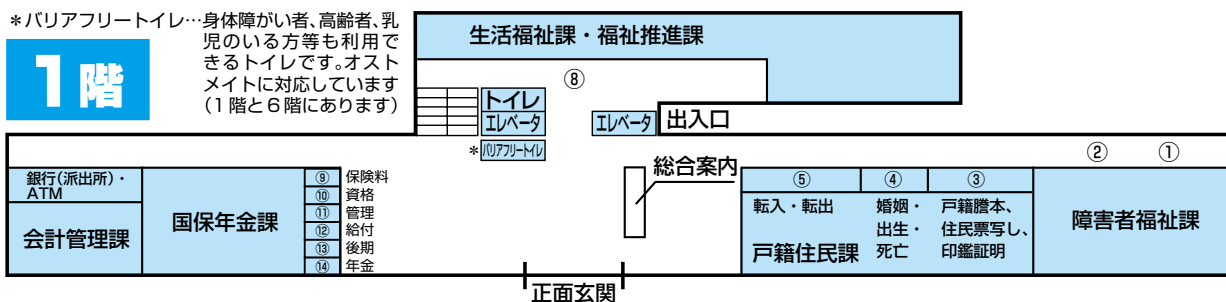 *バリアフリートイレ…身体障がい者、高齢者、乳
児のいる方等も利用で
きるトイレです。オスト
メイトに対応しています
(1階と6階にあります)
1階
生活福祉課・福祉推進課
⑧
トイレ
エレベータ
エレベータ
出入口
*バリアフリートイレ
総合案内
②
①
銀行(派出所)・
ATM
会計管理課
国保年金課
⑨ 保険料
⑩ 資格
⑪ 管理
⑫ 給付
⑬ 後期
⑭ 年金
⑤
転入・転出
戸籍住民課
④
婚姻・
出生・
死亡
③
戸籍謄本、
住民票写し、
印鑑証明
障害者福祉課
正面玄関